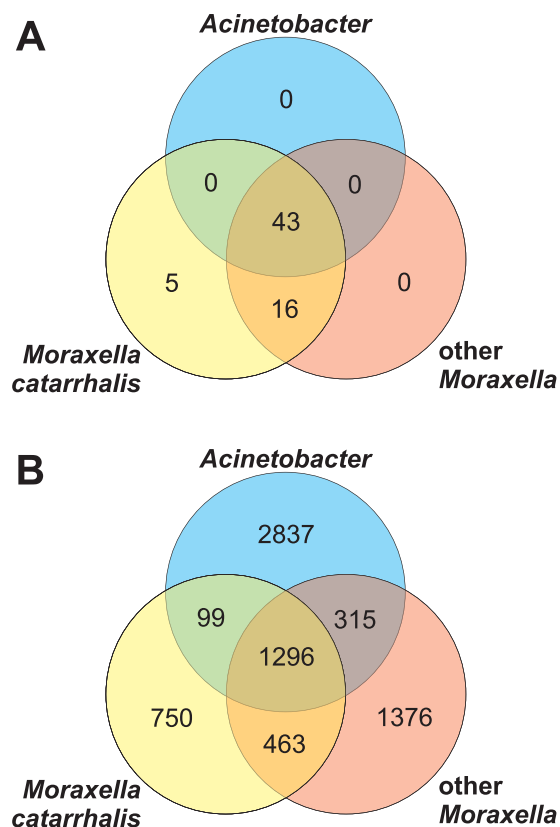 A
Acinetobacter
0
0
0
43
5
0
16
Moraxella
catarrhalis
other
Moraxella
B
Acinetobacter
2837
99
315
1296
750
1376
463
Moraxella
catarrhalis
other
Moraxella